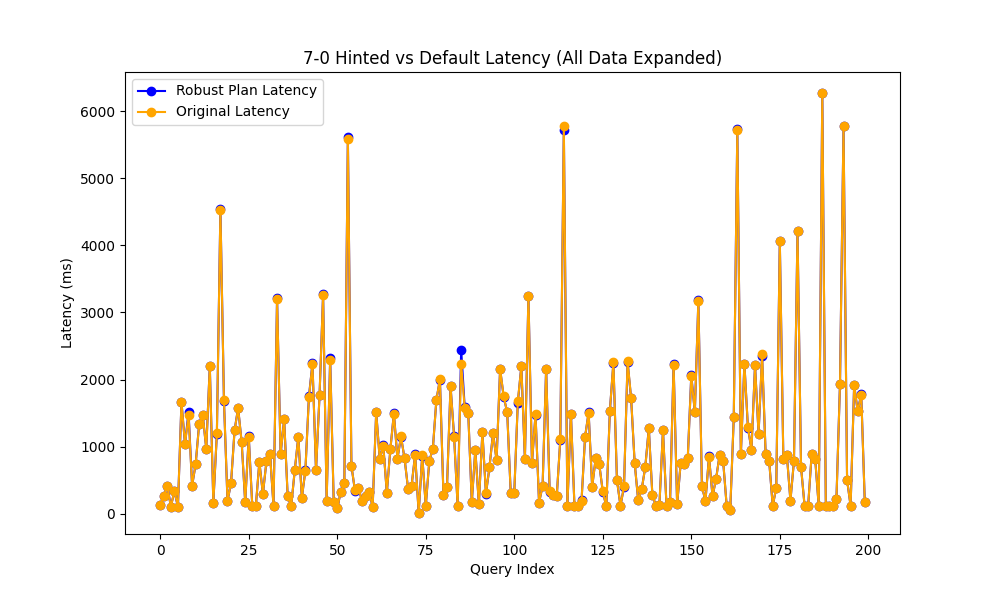 7-0 Hinted vs Default Latency (All Data Expanded)
Robust Plan Latency
Original Latency
Latency (ms)
6000
5000
4000
3000
2000
1000
0
0 25 50 75 100 125 150 175 200
Query Index